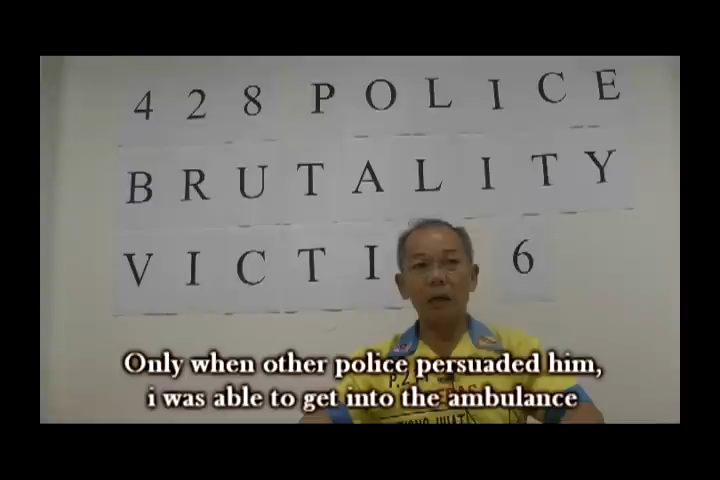 4 2 8 P O L I C E
B R U T A L I T Y
V I C T I 6
Only when other police persuaded him,
i was able to get into the ambulance